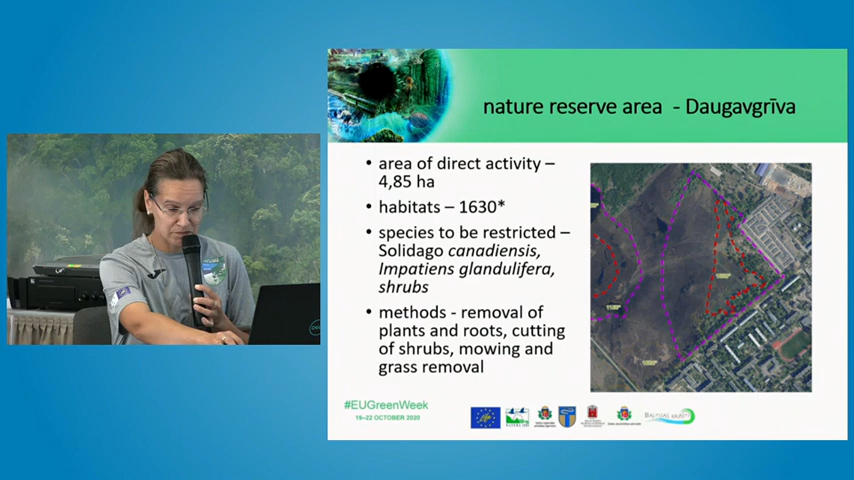 nature reserve area - Daugavgrīva
• area of direct activity –
4,85 ha
• habitats – 1630*
• species to be restricted –
Solidago canadiensis,
Impatiens glandulifera,
shrubs
• methods - removal of
plants and roots, cutting
of shrubs, mowing and
grass removal
#EUGreenWeek
19–22 OCTOBER 2020